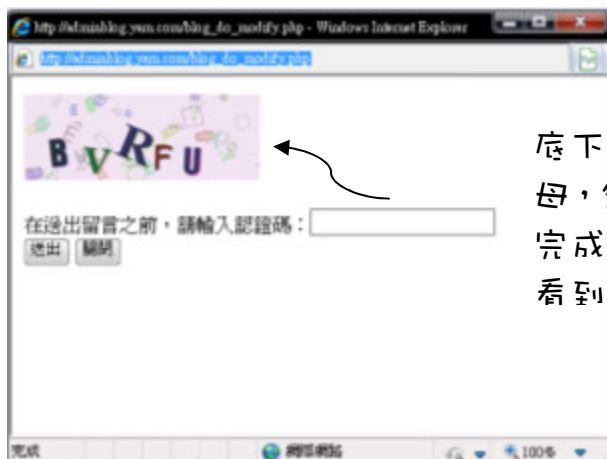 http://adminblog.yam.com/blog_do_modify.php - Windows Internet Explorer
http://adminblog.yam.com/blog_do_modify.php
B V R F U
在送出留言之前，請輸入認證碼：
送出 關閉
底下
母，
完成
看到
完成 網際網路 100%